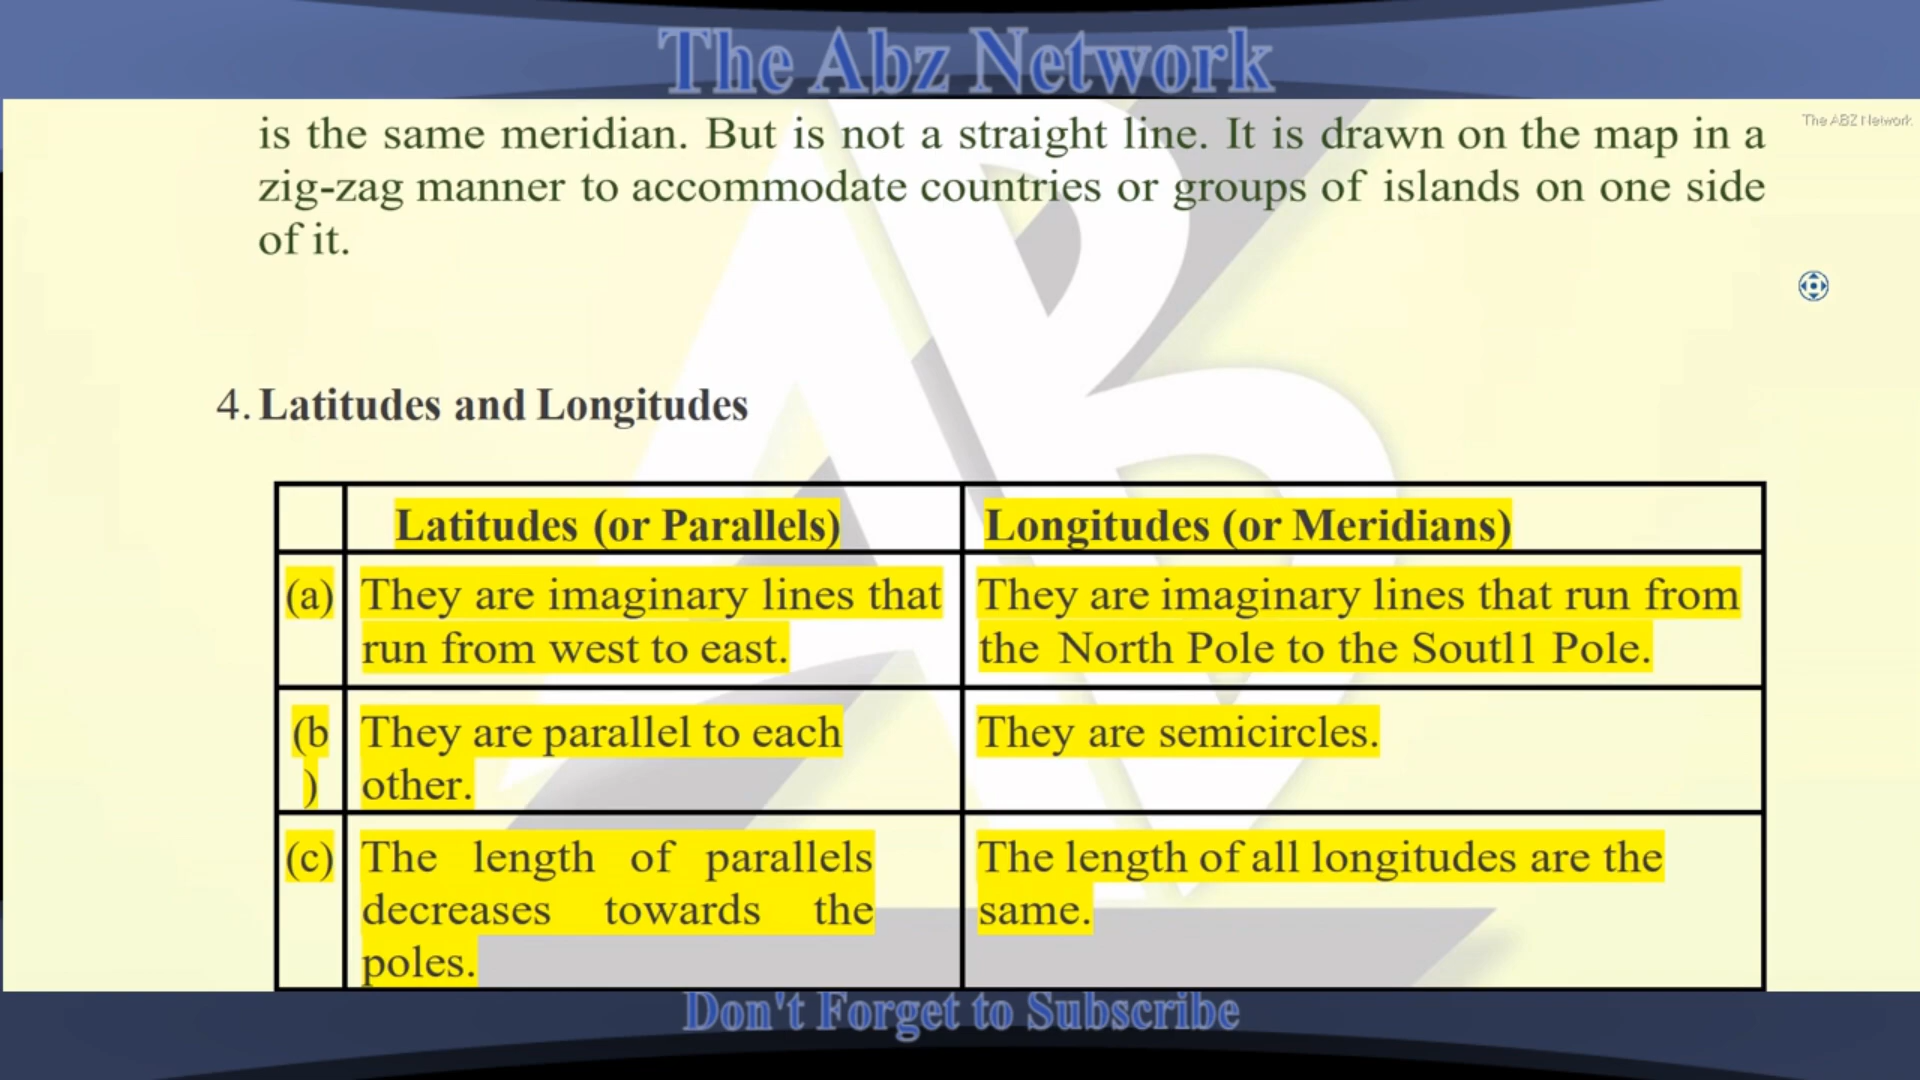 The Abz Network
The ABZ Network
is the same meridian. But is not a straight line. It is drawn on the map in a
zig-zag manner to accommodate countries or groups of islands on one side
of it.
4. Latitudes and Longitudes
Latitudes (or Parallels)
Longitudes (or Meridians)
(a)
They are imaginary lines that
run from west to east.
They are imaginary lines that run from
the North Pole to the Soutl1 Pole.
(b
)
They are parallel to each
other.
They are semicircles.
(c)
The length of parallels
decreases towards the
poles.
The length of all longitudes are the
same.
Don't Forget to Subscribe